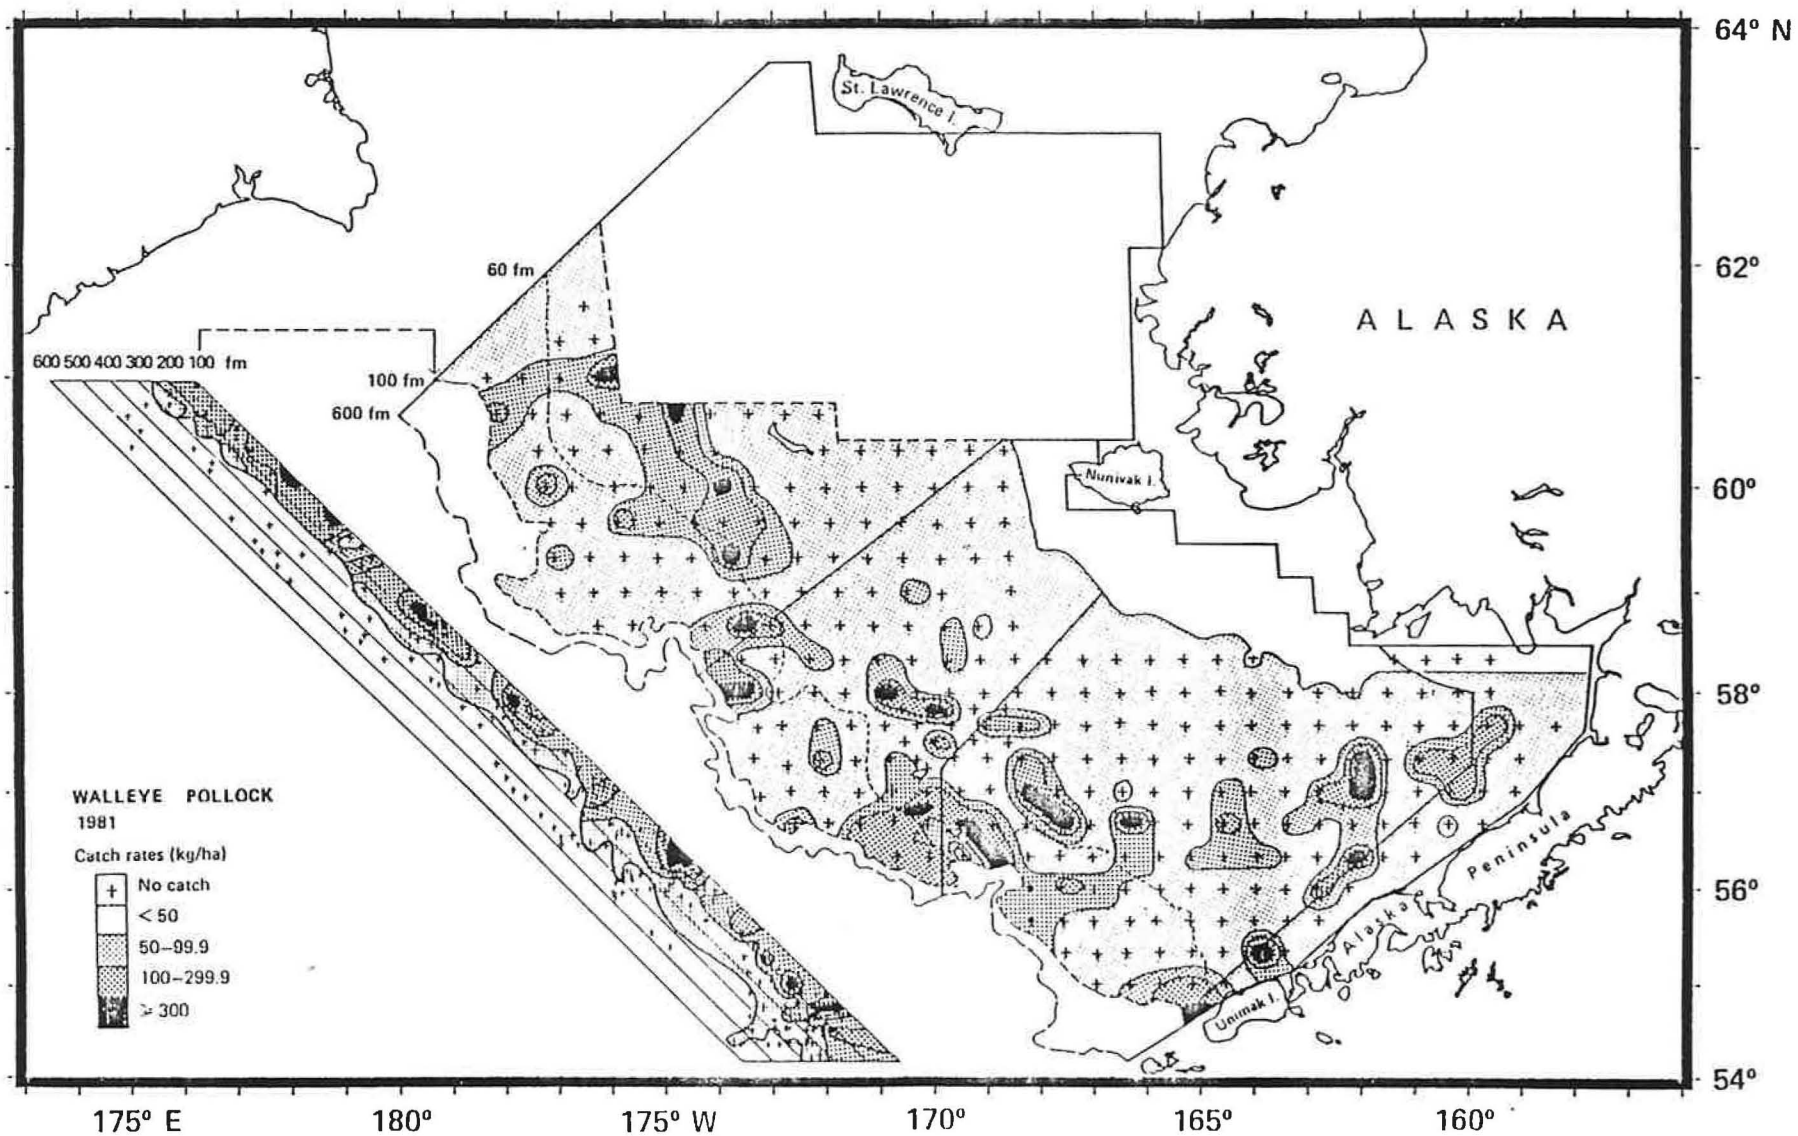 64° N
St. Lawrence I.
60 fm
62°
ALASKA
600 500 400 300 200 100 fm
100 fm
600 fm
Nunivak I.
60°
58°
WALLEYE POLLOCK
1981
Catch rates (kg/ha)
No catch
< 50
50–99.9
100–299.9
≥ 300
Alaska Peninsula
56°
Unimak I.
54°
175° E 180° 175° W 170° 165° 160°